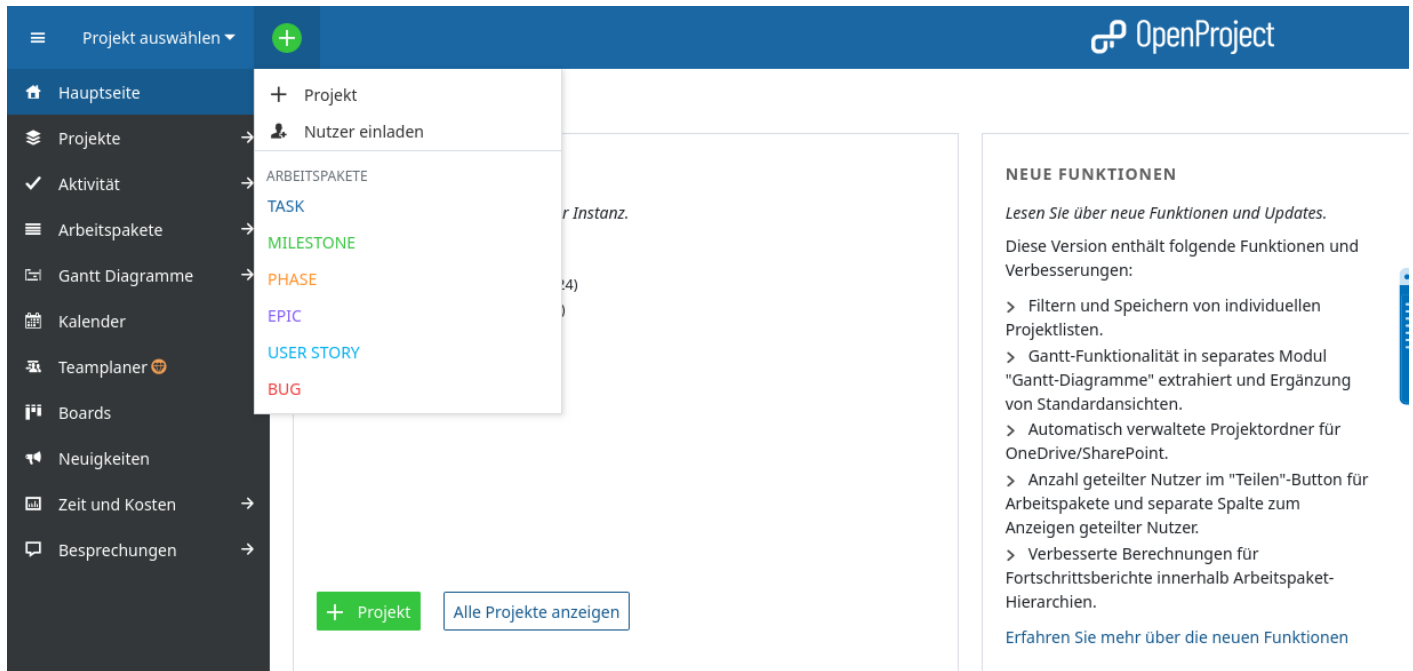 Projekt auswählen
OpenProject
Hauptseite
Projekte
Aktivität
Arbeitspakete
Gantt Diagramme
Kalender
Teamplaner
Boards
Neuigkeiten
Zeit und Kosten
Besprechungen
Projekt
Nutzer einladen
ARBEITSPAKETE
TASK
MILESTONE
PHASE
EPIC
USER STORY
BUG
r Instanz.
24)
)
Projekt
Alle Projekte anzeigen
NEUE FUNKTIONEN
Lesen Sie über neue Funktionen und Updates.
Diese Version enthält folgende Funktionen und
Verbesserungen:
Filtern und Speichern von individuellen
Projektlisten.
Gantt-Funktionalität in separates Modul
"Gantt-Diagramme" extrahiert und Ergänzung
von Standardansichten.
Automatisch verwaltete Projektordner für
OneDrive/SharePoint.
Anzahl geteilter Nutzer im "Teilen"-Button für
Arbeitspakete und separate Spalte zum
Anzeigen geteilter Nutzer.
Verbesserte Berechnungen für
Fortschrittsberichte innerhalb Arbeitspaket-
Hierarchien.
Erfahren Sie mehr über die neuen Funktionen